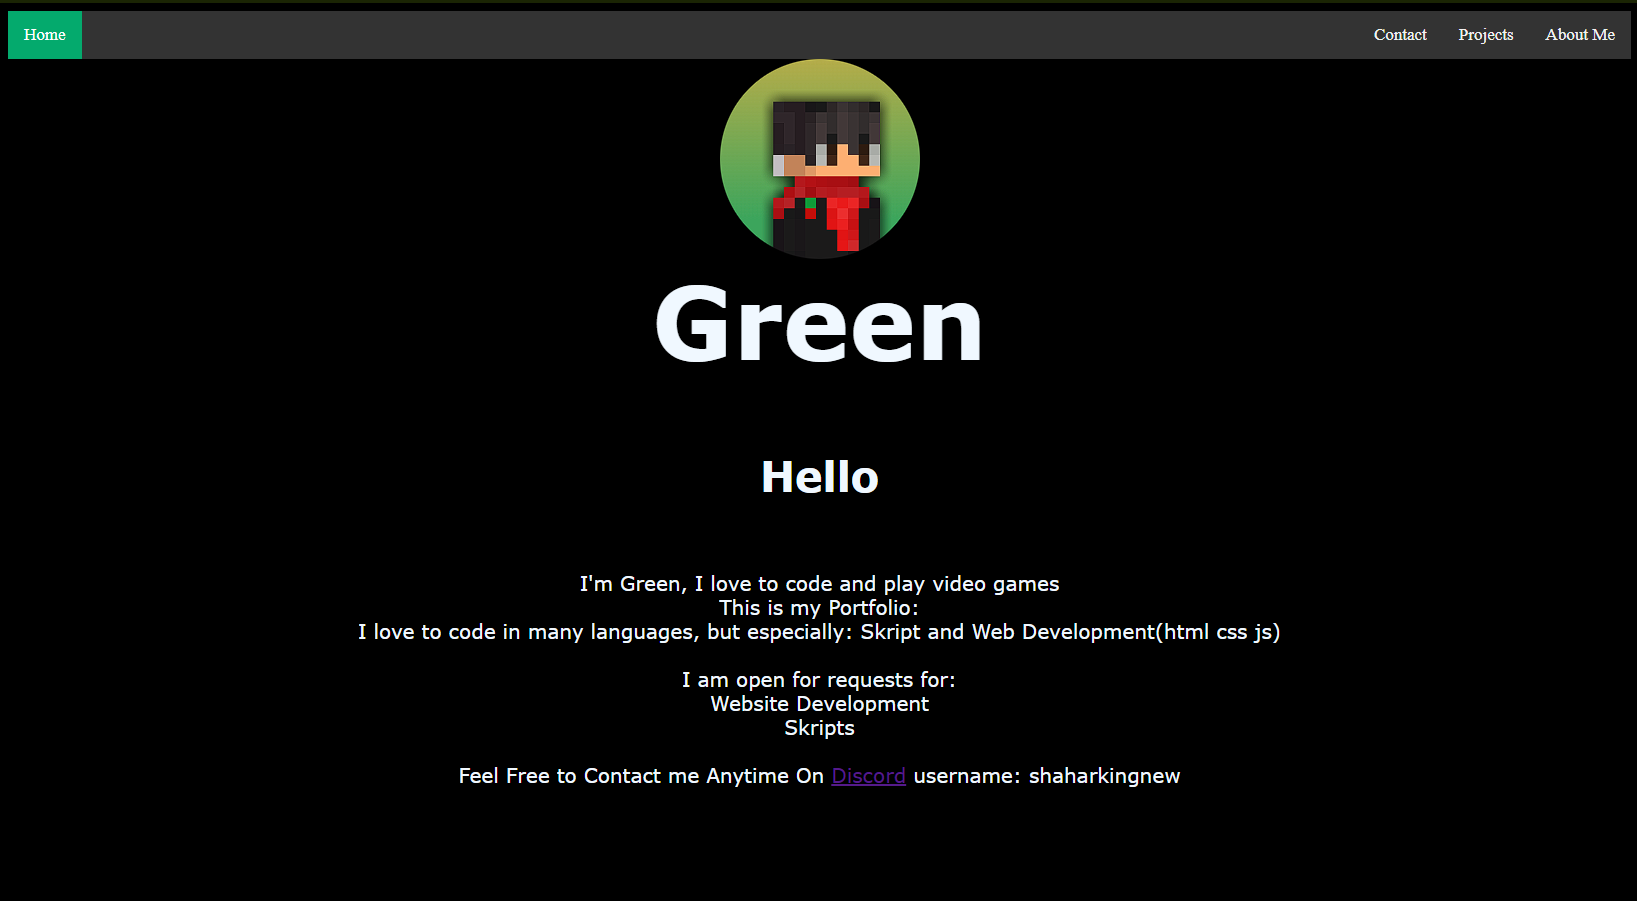 Home
Contact Projects About Me
Green
Hello
I'm Green, I love to code and play video games
This is my Portfolio:
I love to code in many languages, but especially: Skript and Web Development(html css js)
I am open for requests for:
Website Development
Skripts
Feel Free to Contact me Anytime On Discord username: shaharkingnew